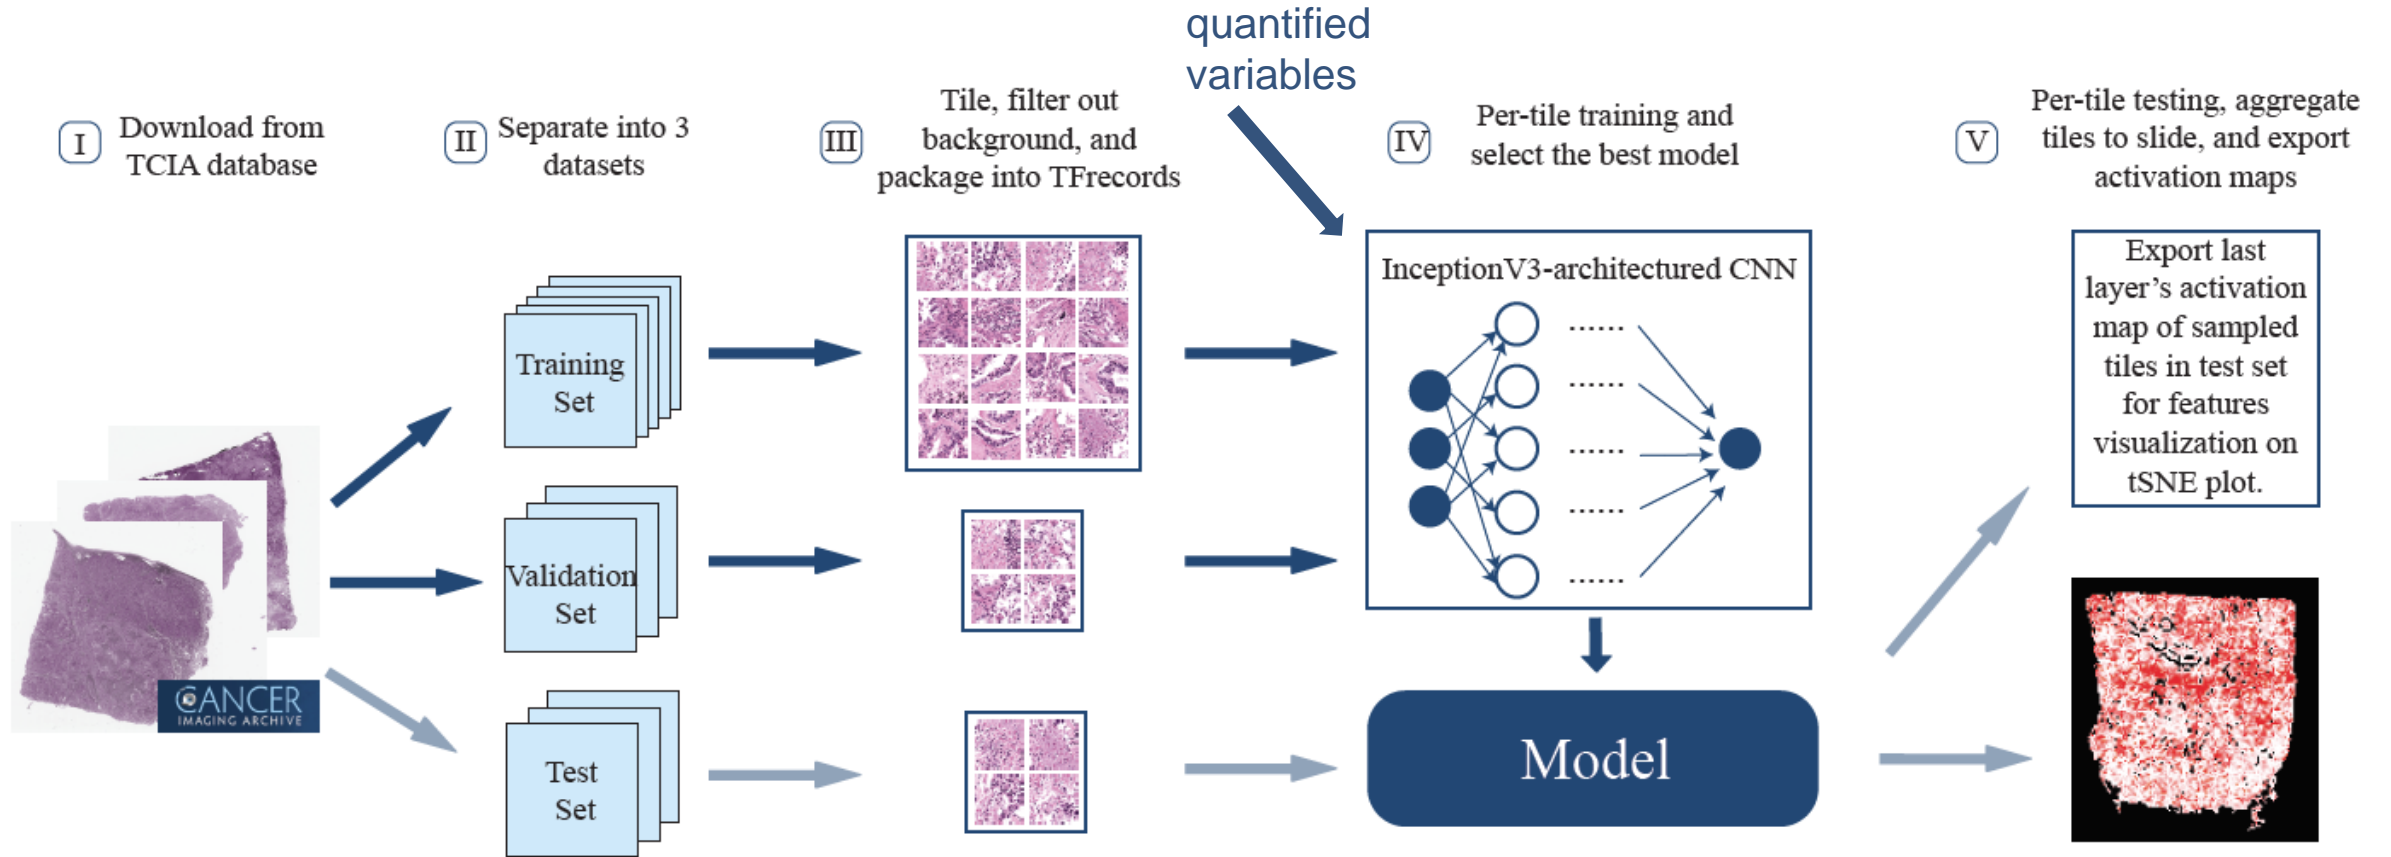 quantified
variables
I
Download from
TCIA database
II
Separate into 3
datasets
III
Tile, filter out
background, and
package into TFrecords
IV
Per-tile training and
select the best model
V
Per-tile testing, aggregate
tiles to slide, and export
activation maps
Training
Set
Validation
Set
Test
Set
CANCER
IMAGING ARCHIVE
InceptionV3-architectured CNN
......
......
......
......
......
Model
Export last
layer’s activation
map of sampled
tiles in test set
for features
visualization on
tSNE plot.